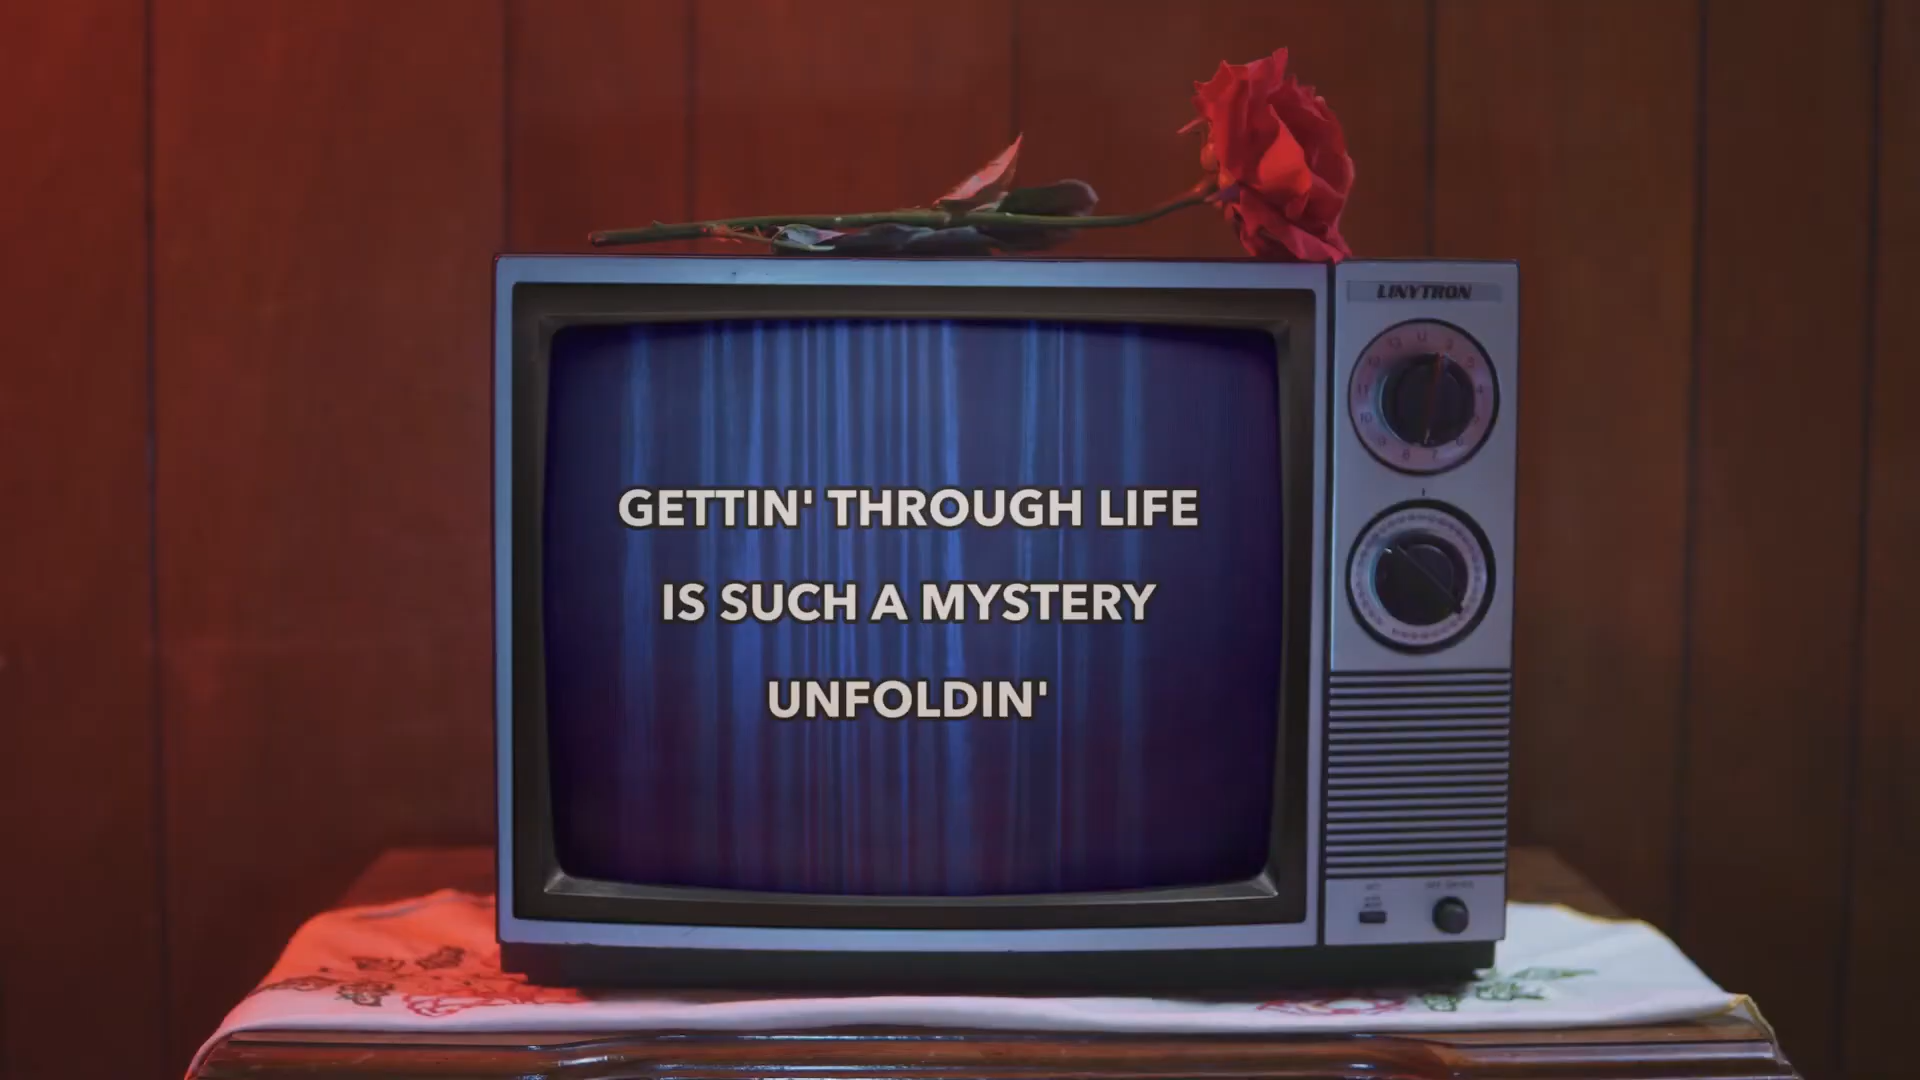 LINYTRON
GETTIN' THROUGH LIFE
IS SUCH A MYSTERY
UNFOLDIN'